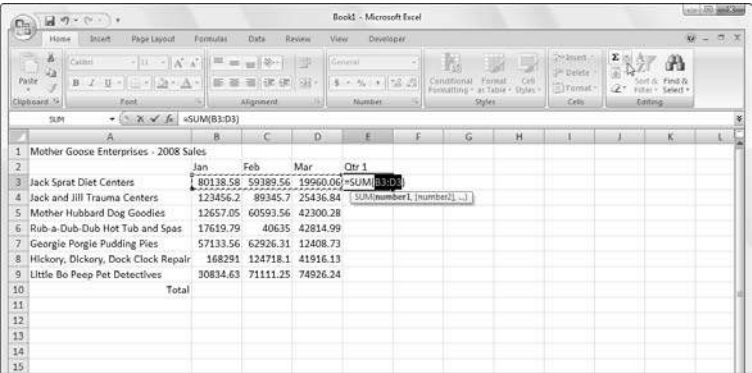 Book1 - Microsoft Excel
Home Insert Page Layout Formulas Data Review View Developer
Paste
Calibri 11 A A
General
Conditional Formatting
Format as Table
Cell Styles
Insert
Delete
Format
Σ
Sort & Filter
Find & Select
B I U A
$ % ,
Clipboard Font Alignment Number Styles Cells Editing
SUM fx =SUM(B3:D3)
A B C D E F G H I J K L
1 Mother Goose Enterprises - 2008 Sales
2 Jan Feb Mar Qtr 1
3 Jack Sprat Diet Centers 80138.58 59389.56 19960.06 =SUM(B3:D3)
4 Jack and Jill Trauma Centers 123456.2 89345.7 25436.84 SUM(number1, [number2], ...)
5 Mother Hubbard Dog Goodies 12657.05 60593.56 42300.28
6 Rub-a-Dub-Dub Hot Tub and Spas 17619.79 40635 42814.99
7 Georgie Porgie Pudding Pies 57133.56 62926.31 12408.73
8 Hickory, Dickory, Dock Clock Repair 168291 124718.1 41916.13
9 Little Bo Peep Pet Detectives 30834.63 71111.25 74926.24
10 Total
11
12
13
14
15